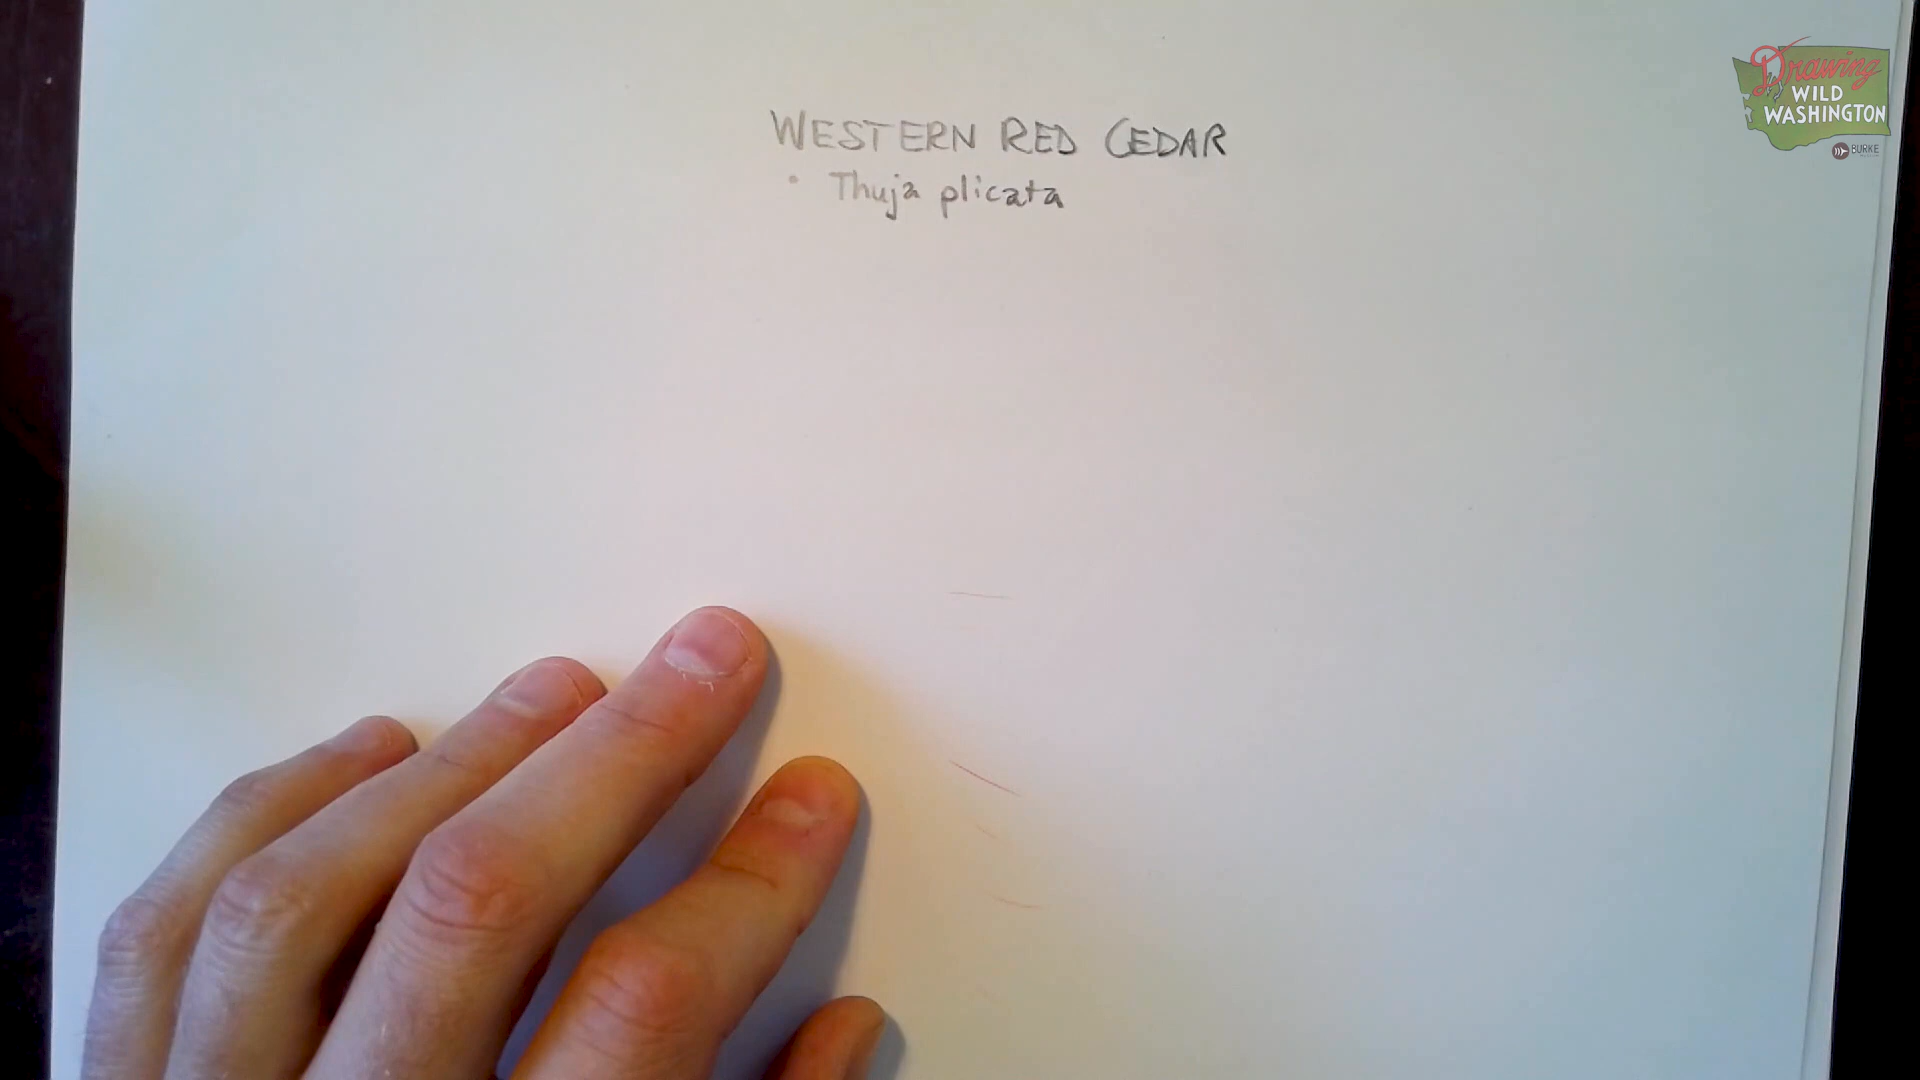 WESTERN RED CEDAR
• Thuja plicata
Drawing
WILD
WASHINGTON
BURKE